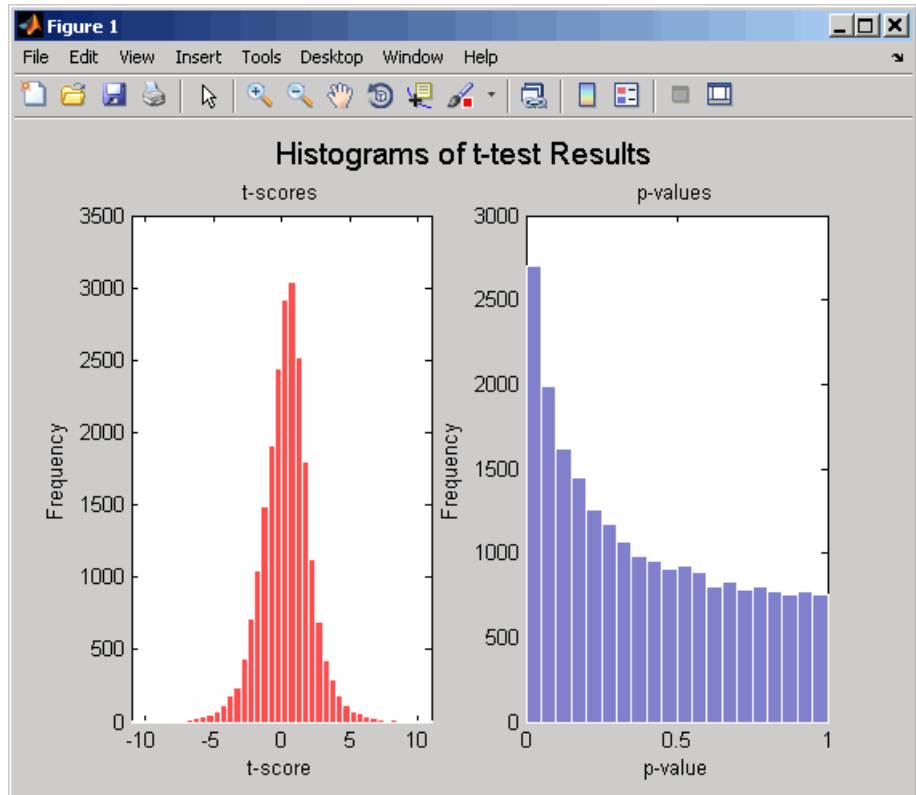 Figure 1
File Edit View Insert Tools Desktop Window Help
Histograms of t-test Results
t-scores
3500
3000
2500
2000
1500
1000
500
0
Frequency
-10 -5 0 5 10
t-score
p-values
3000
2500
2000
1500
1000
500
0
Frequency
0 0.5 1
p-value